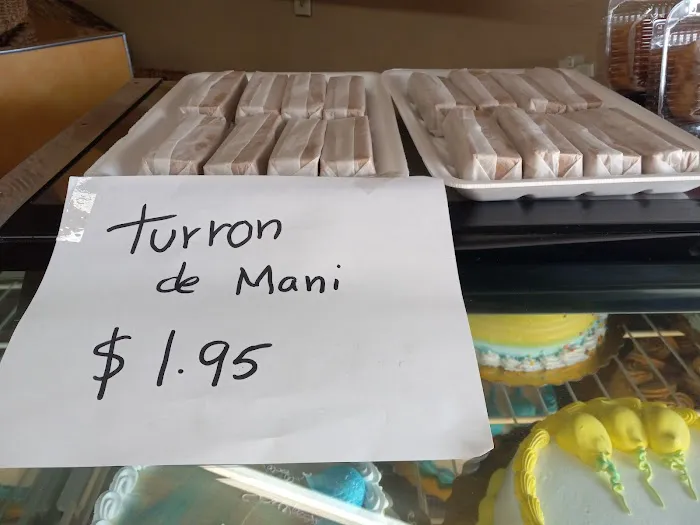 turron
de Mani
$1.95